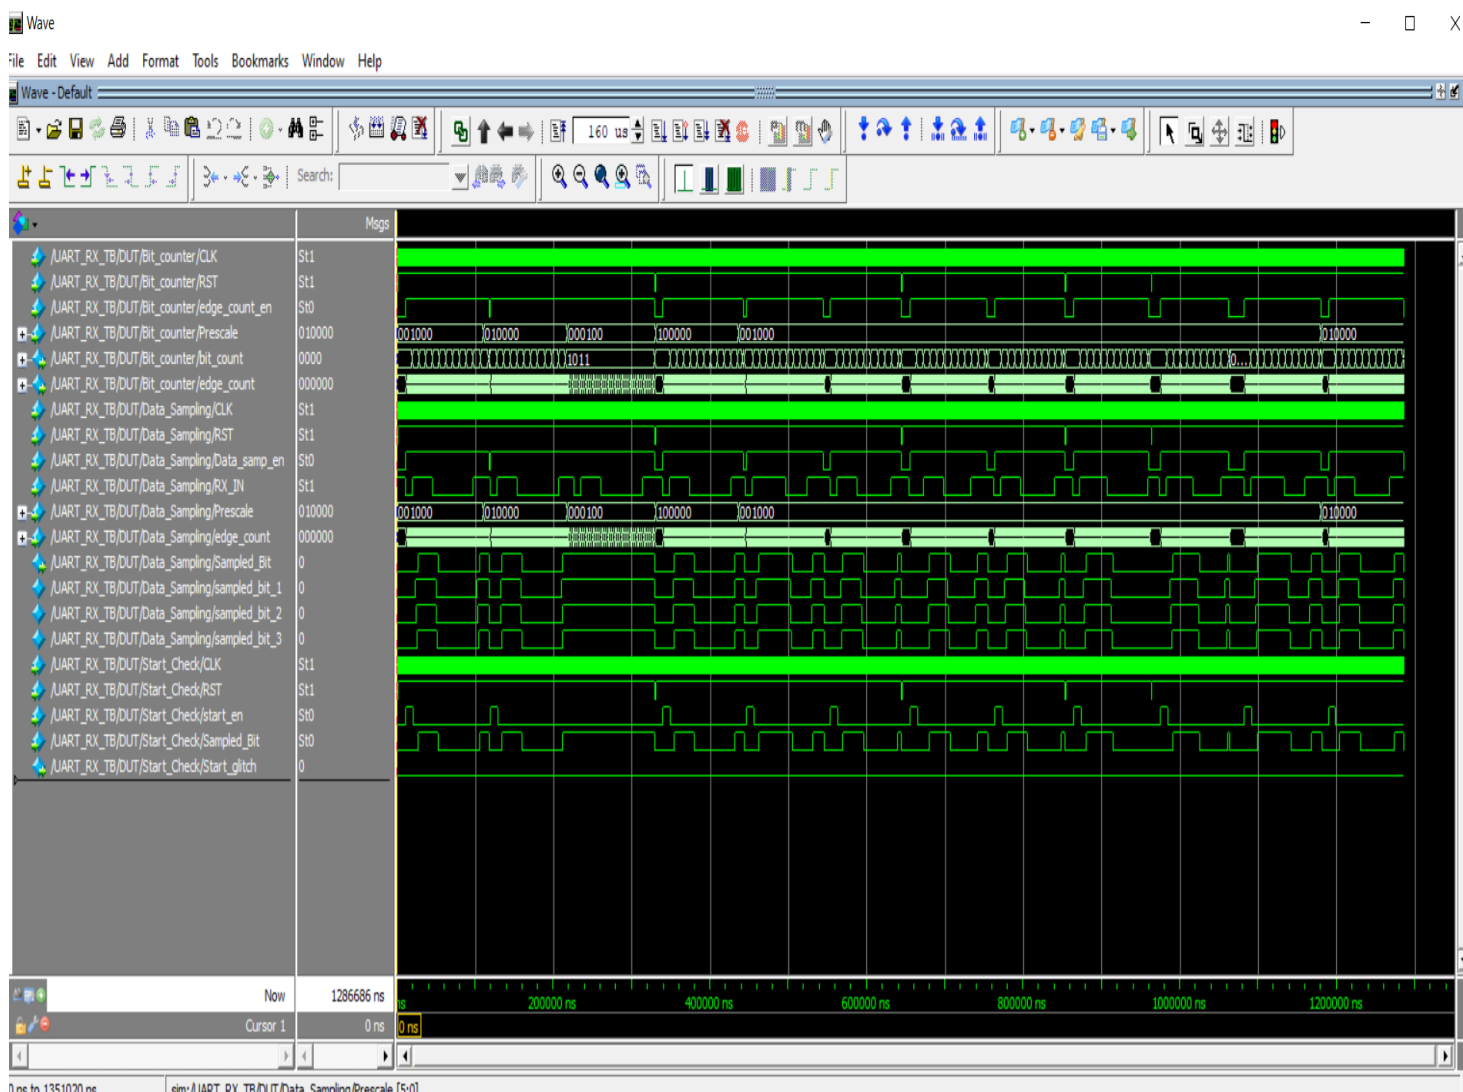 Wave
File Edit View Add Format Tools Bookmarks Window Help
Wave - Default
160 us
Search:
Msgs
/UART_RX_TB/DUT/Bit_counter/CLK St1
/UART_RX_TB/DUT/Bit_counter/RST St1
/UART_RX_TB/DUT/Bit_counter/edge_count_en St0
/UART_RX_TB/DUT/Bit_counter/Prescale 010000 001000 010000 000100 100000 001000 010000
/UART_RX_TB/DUT/Bit_counter/bit_count 0000 1011 0...
/UART_RX_TB/DUT/Bit_counter/edge_count 000000
/UART_RX_TB/DUT/Data_Sampling/CLK St1
/UART_RX_TB/DUT/Data_Sampling/RST St1
/UART_RX_TB/DUT/Data_Sampling/Data_samp_en St0
/UART_RX_TB/DUT/Data_Sampling/RX_IN St1
/UART_RX_TB/DUT/Data_Sampling/Prescale 010000 001000 010000 000100 100000 001000 010000
/UART_RX_TB/DUT/Data_Sampling/edge_count 000000
/UART_RX_TB/DUT/Data_Sampling/Sampled_Bit 0
/UART_RX_TB/DUT/Data_Sampling/sampled_bit_1 0
/UART_RX_TB/DUT/Data_Sampling/sampled_bit_2 0
/UART_RX_TB/DUT/Data_Sampling/sampled_bit_3 0
/UART_RX_TB/DUT/Start_Check/CLK St1
/UART_RX_TB/DUT/Start_Check/RST St1
/UART_RX_TB/DUT/Start_Check/start_en St0
/UART_RX_TB/DUT/Start_Check/Sampled_Bit St0
/UART_RX_TB/DUT/Start_Check/Start_glitch 0
Now 1286686 ns ns 200000 ns 400000 ns 600000 ns 800000 ns 1000000 ns 1200000 ns
Cursor 1 0 ns 0 ns
0 ns to 1351020 ns sim:/UART_RX_TB/DUT/Data_Sampling/Prescale [5:0]